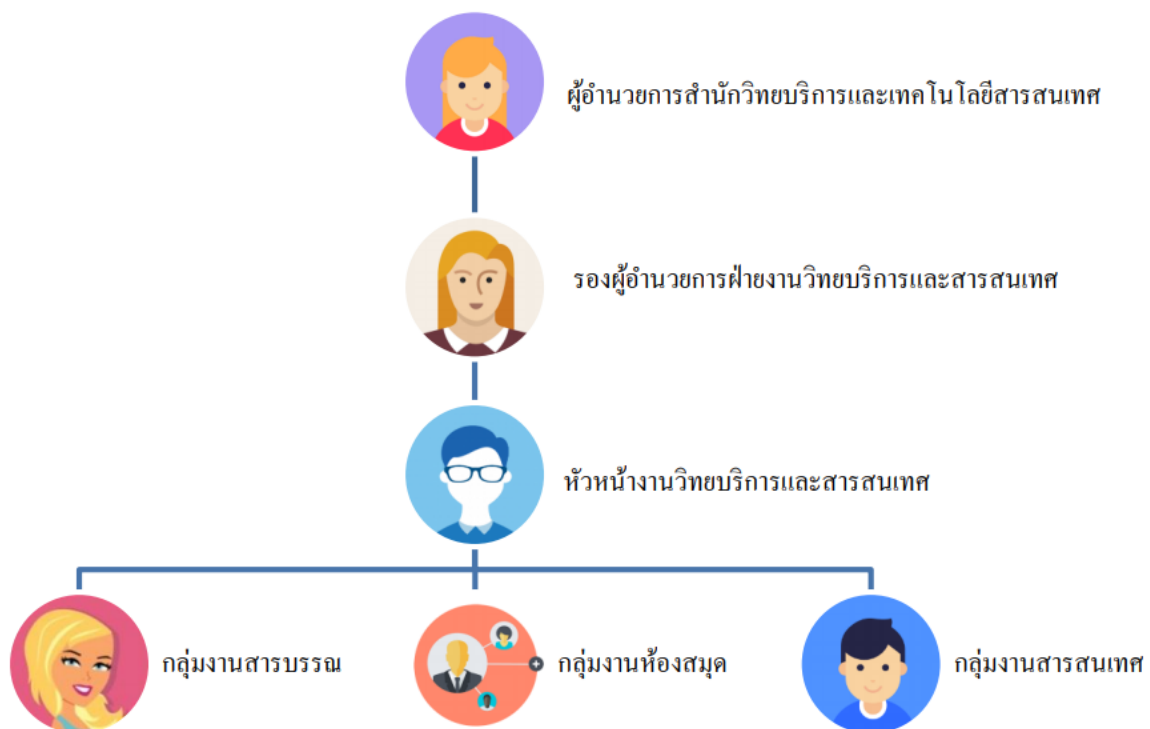 ผู้อำนวยการสำนักวิทยบริการและเทคโนโลยีสารสนเทศ
รองผู้อำนวยการฝ่ายงานวิทยบริการและสารสนเทศ
หัวหน้างานวิทยบริการและสารสนเทศ
กลุ่มงานสารบรรณ
กลุ่มงานห้องสมุด
กลุ่มงานสารสนเทศ